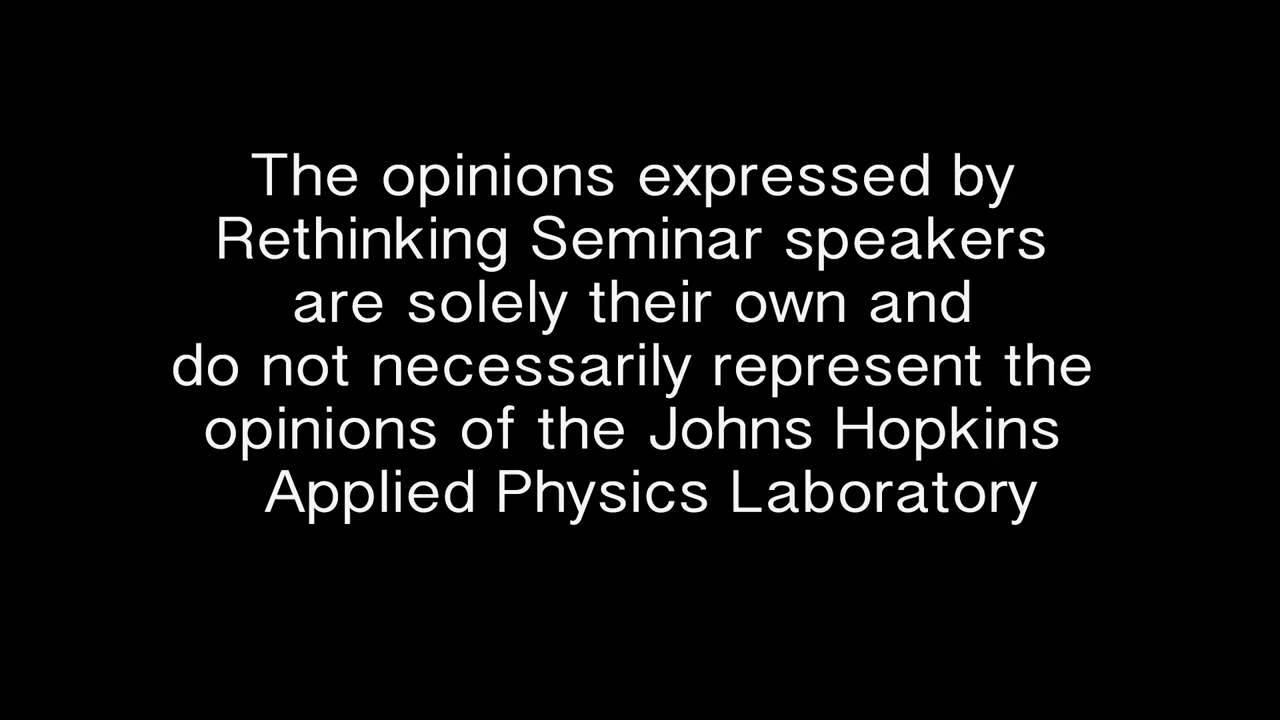 The opinions expressed by
Rethinking Seminar speakers
are solely their own and
do not necessarily represent the
opinions of the Johns Hopkins
Applied Physics Laboratory